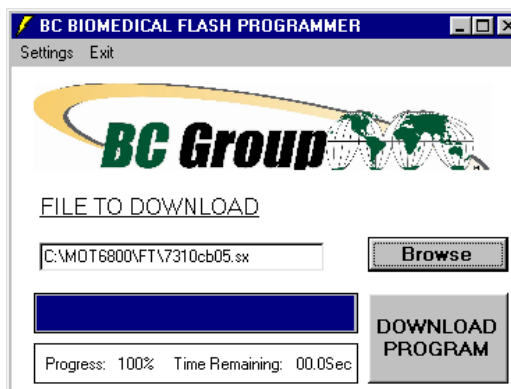 BC BIOMEDICAL FLASH PROGRAMMER
Settings Exit
BC Group
FILE TO DOWNLOAD
C:\MOT6800\FT\7310cb05.sx
Browse
DOWNLOAD
PROGRAM
Progress: 100% Time Remaining: 00.0Sec